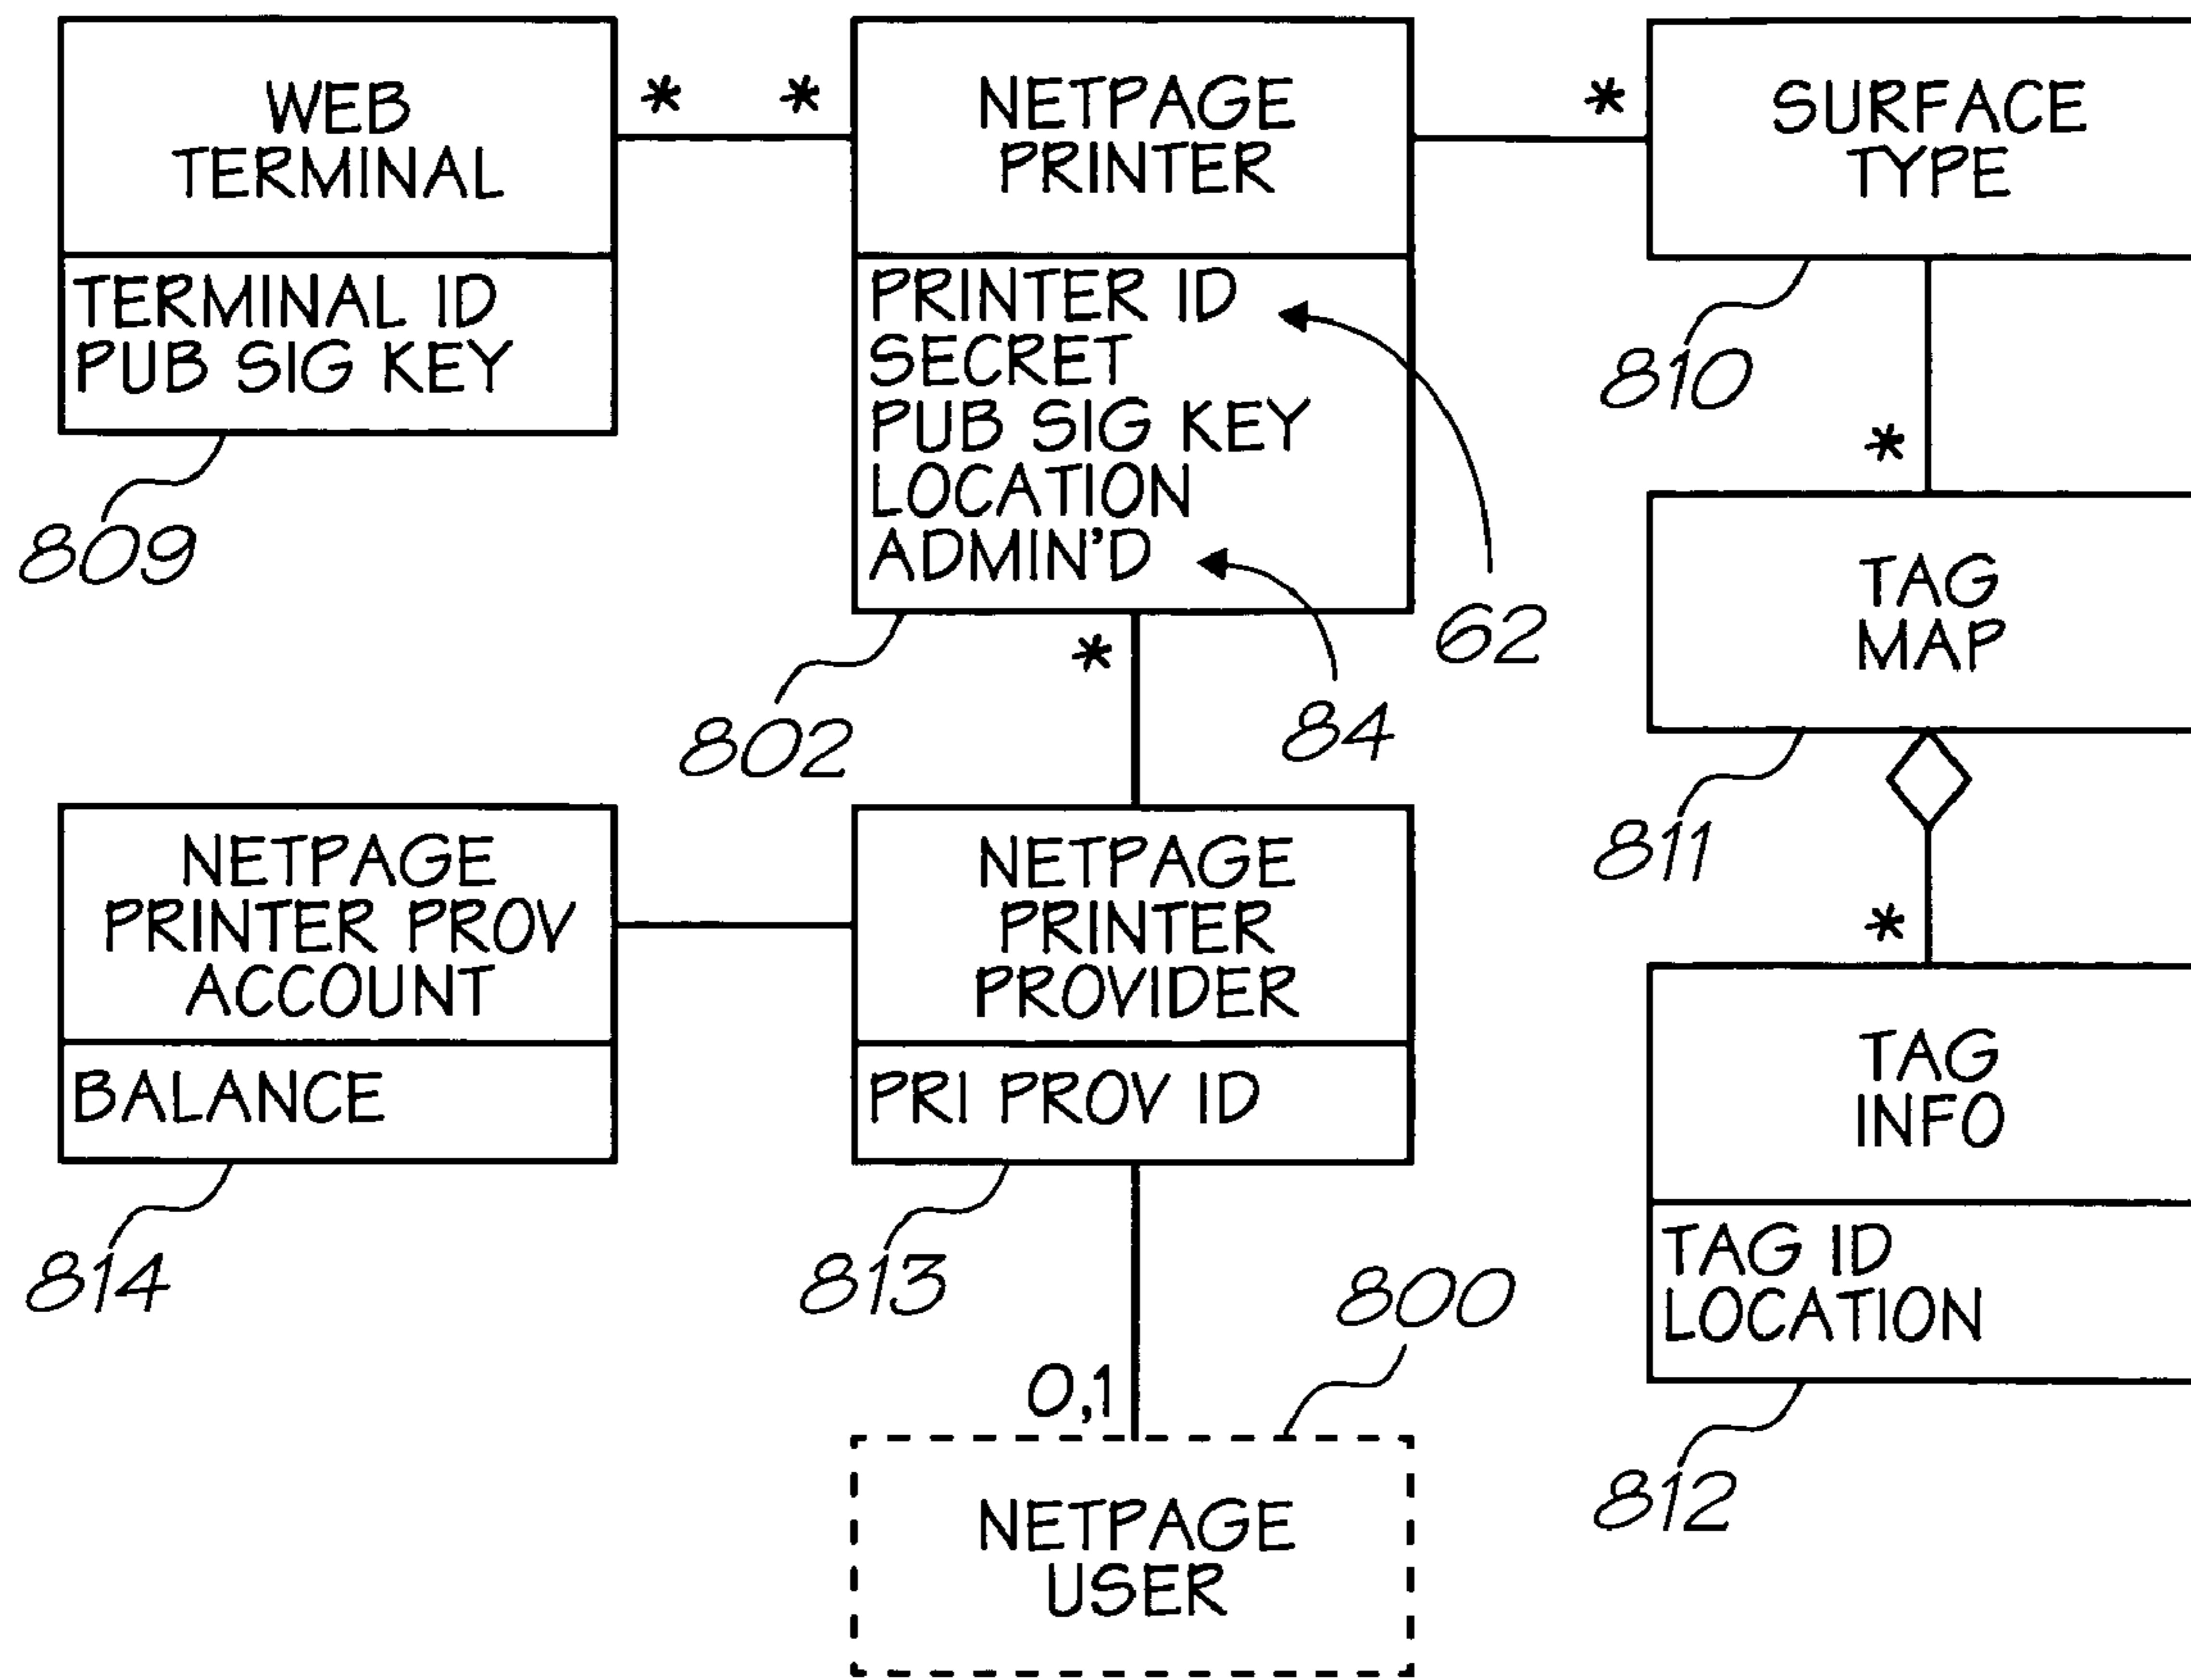 WEB
TERMINAL
TERMINAL ID
PUB SIG KEY
809
*
*
NETPAGE
PRINTER
PRINTER ID
SECRET
PUB SIG KEY
LOCATION
ADMIN'D
62
84
802
*
*
SURFACE
TYPE
810
*
TAG
MAP
811
*
TAG
INFO
TAG ID
LOCATION
812
NETPAGE
PRINTER PROV
ACCOUNT
BALANCE
814
NETPAGE
PRINTER
PROVIDER
PRI PROV ID
813
800
0,1
NETPAGE
USER